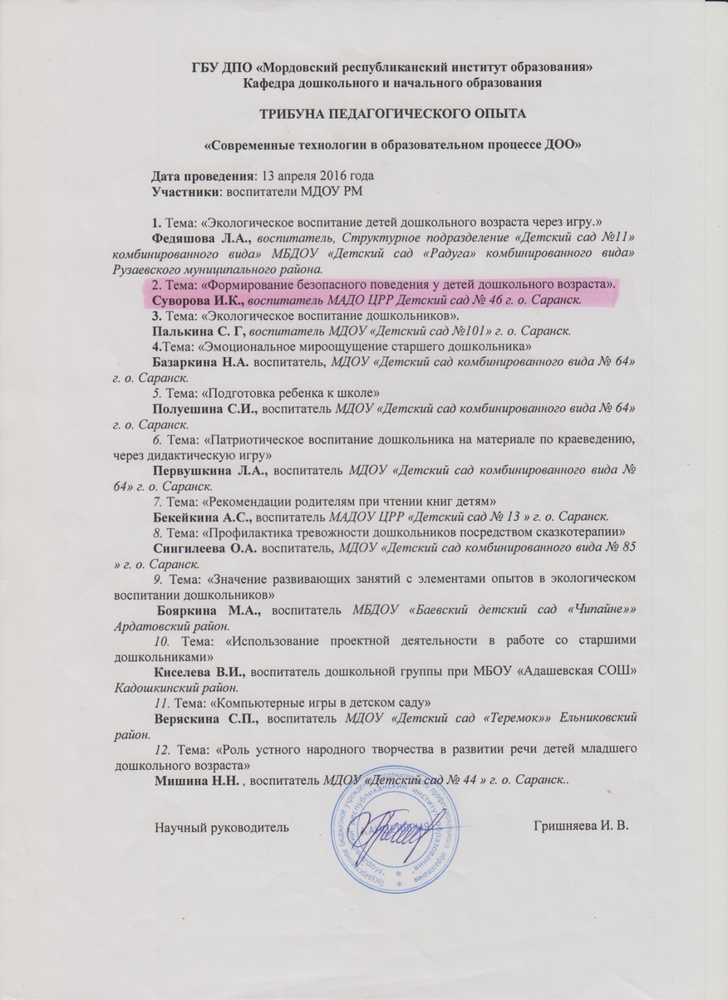 ГБУ ДПО «Мордовский республиканский институт образования»
Кафедра дошкольного и начального образования
ТРИБУНА ПЕДАГОГИЧЕСКОГО ОПЫТА
«Современные технологии в образовательном процессе ДОО»
Дата проведения: 13 апреля 2016 года
Участники: воспитатели МДОУ РМ
1. Тема: «Экологическое воспитание детей дошкольного возраста через игру.»
Федяшова Л.А., воспитатель, Структурное подразделение «Детский сад №11»
комбинированного вида» МБДОУ «Детский сад «Радуга» комбинированного вида»
Рузаевского муниципального района.
2. Тема: «Формирование безопасного поведения у детей дошкольного возраста».
Суворова И.К., воспитатель МАДО ЦРР Детский сад № 46 г. о. Саранск.
3. Тема: «Экологическое воспитание дошкольников».
Палькина С. Г, воспитатель МДОУ «Детский сад №101» г. о. Саранск.
4.Тема: «Эмоциональное мироощущение старшего дошкольника»
Базаркина Н.А. воспитатель, МДОУ «Детский сад комбинированного вида № 64»
г. о. Саранск.
5. Тема: «Подготовка ребенка к школе»
Полуешина С.И., воспитатель МДОУ «Детский сад комбинированного вида № 64»
г. о. Саранск.
6. Тема: «Патриотическое воспитание дошкольника на материале по краеведению,
через дидактическую игру»
Первушкина Л.А., воспитатель МДОУ «Детский сад комбинированного вида №
64» г. о. Саранск.
7. Тема: «Рекомендации родителям при чтении книг детям»
Бекейкина А.С., воспитатель МАДОУ ЦРР «Детский сад № 13 » г. о. Саранск.
8. Тема: «Профилактика тревожности дошкольников посредством сказкотерапии»
Сингилеева О.А. воспитатель, МДОУ «Детский сад комбинированного вида № 85
» г. о. Саранск.
9. Тема: «Значение развивающих занятий с элементами опытов в экологическом
воспитании дошкольников»
Бояркина М.А., воспитатель МБДОУ «Баевский детский сад «Чипайне»»
Ардатовский район.
10. Тема: «Использование проектной деятельности в работе со старшими
дошкольниками»
Киселева В.И., воспитатель дошкольной группы при МБОУ «Адашевская СОШ»
Кадошкинский район.
11. Тема: «Компьютерные игры в детском саду»
Веряскина С.П., воспитатель МДОУ «Детский сад «Теремок»» Ельниковский
район.
12. Тема: «Роль устного народного творчества в развитии речи детей младшего
дошкольного возраста»
Мишина Н.Н. , воспитатель МДОУ «Детский сад № 44 » г. о. Саранск..
Научный руководитель
Гришняева И. В.
Государственное бюджетное учреждение дополнительного профессионального образования
"Мордовский республиканский институт образования"
КАНЦЕЛЯРИЯ